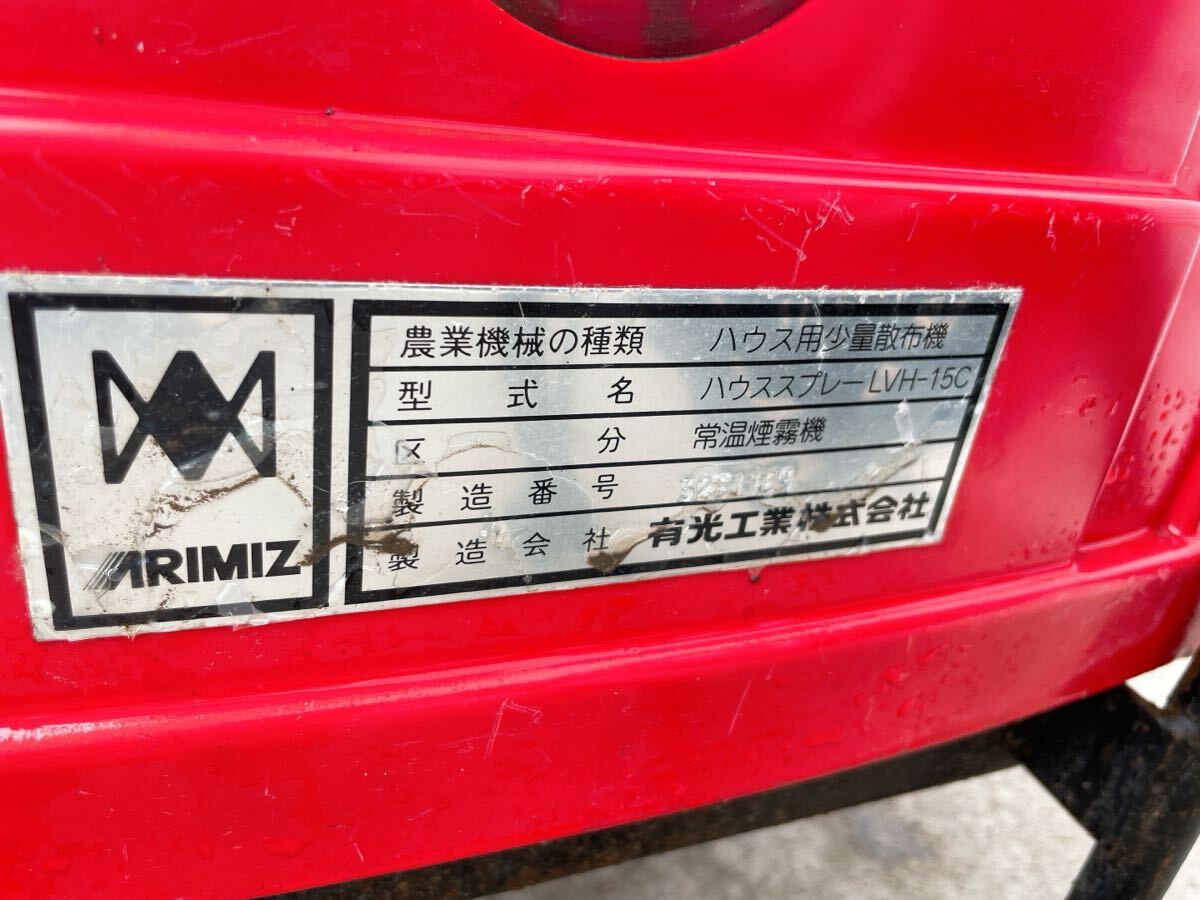 ARIMIZ
農業機械の種類 ハウス用少量散布機
型式名 ハウススプレーLVH-15C
区分 常温煙霧機
製造番号
製造会社 有光工業株式会社